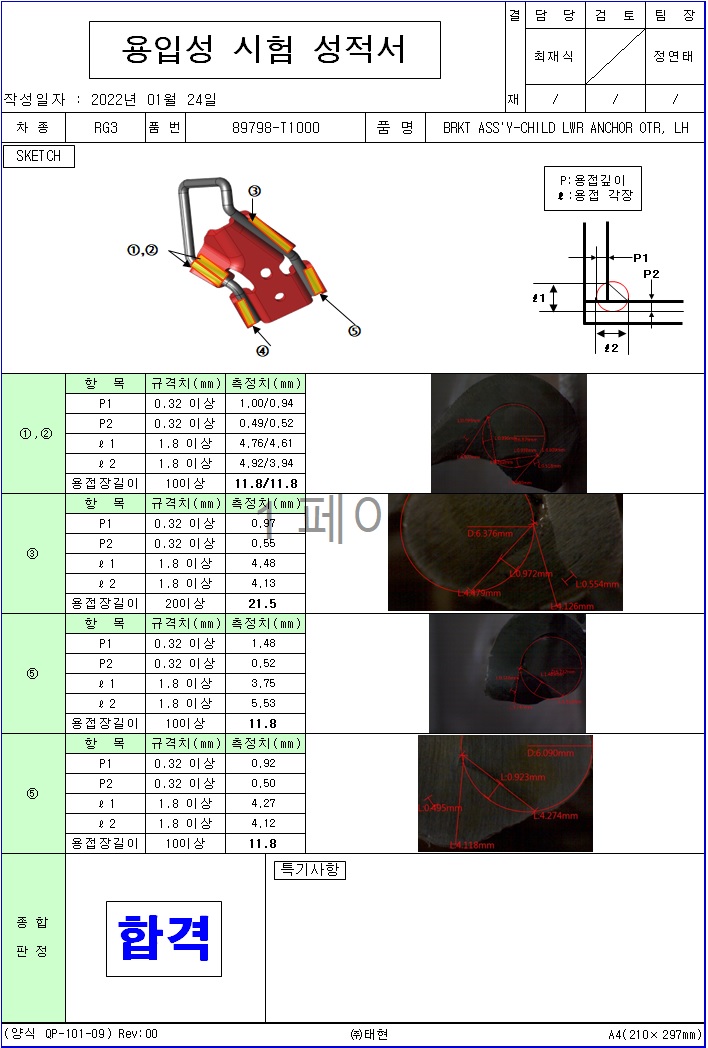 용입성 시험 성적서
결 재
담 당 검 토 팀 장
최재식 정연태
/ / /
작성일자 : 2022년 01월 24일
차 종 RG3 품 번 89798-T1000 품 명 BRKT ASS'Y-CHILD LWR ANCHOR OTR, LH
SKETCH
P:용접깊이
ℓ:용접 각장
③
①,②
④
⑤
P1
P2
ℓ1
ℓ2
①,②
항 목 규격치(mm) 측정치(mm)
P1 0.32 이상 1.00/0.94
P2 0.32 이상 0.49/0.52
ℓ1 1.8 이상 4.76/4.61
ℓ2 1.8 이상 4.92/3.94
용접장길이 10이상 11.8/11.8
1 페이
③
항 목 규격치(mm) 측정치(mm)
P1 0.32 이상 0.97
P2 0.32 이상 0.55
ℓ1 1.8 이상 4.48
ℓ2 1.8 이상 4.13
용접장길이 20이상 21.5
D:6.376mm
L:0.972mm
L:0.554mm
L:4.479mm
L:4.126mm
⑤
항 목 규격치(mm) 측정치(mm)
P1 0.32 이상 1.48
P2 0.32 이상 0.52
ℓ1 1.8 이상 3.75
ℓ2 1.8 이상 5.53
용접장길이 10이상 11.8
⑤
항 목 규격치(mm) 측정치(mm)
P1 0.32 이상 0.92
P2 0.32 이상 0.50
ℓ1 1.8 이상 4.27
ℓ2 1.8 이상 4.12
용접장길이 10이상 11.8
D:6.090mm
L:0.923mm
L:0.495mm
L:4.274mm
L:4.118mm
종 합
판 정
합격
특기사항
(양식 QP-101-09) Rev:00 ㈜태현 A4(210×297mm)